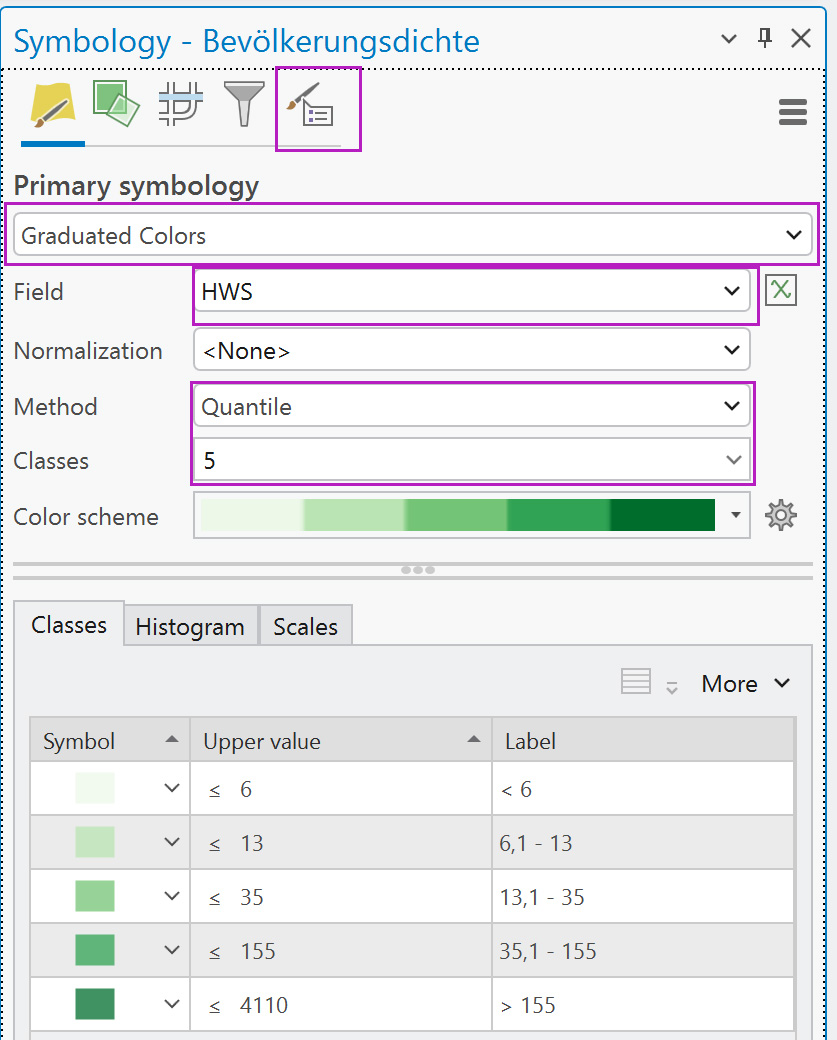 Symbology - Bevölkerungsdichte
Primary symbology
Graduated Colors
Field HWS
Normalization <None>
Method Quantile
Classes 5
Color scheme
Classes Histogram Scales
More
Symbol Upper value Label
≤ 6 < 6
≤ 13 6,1 - 13
≤ 35 13,1 - 35
≤ 155 35,1 - 155
≤ 4110 > 155